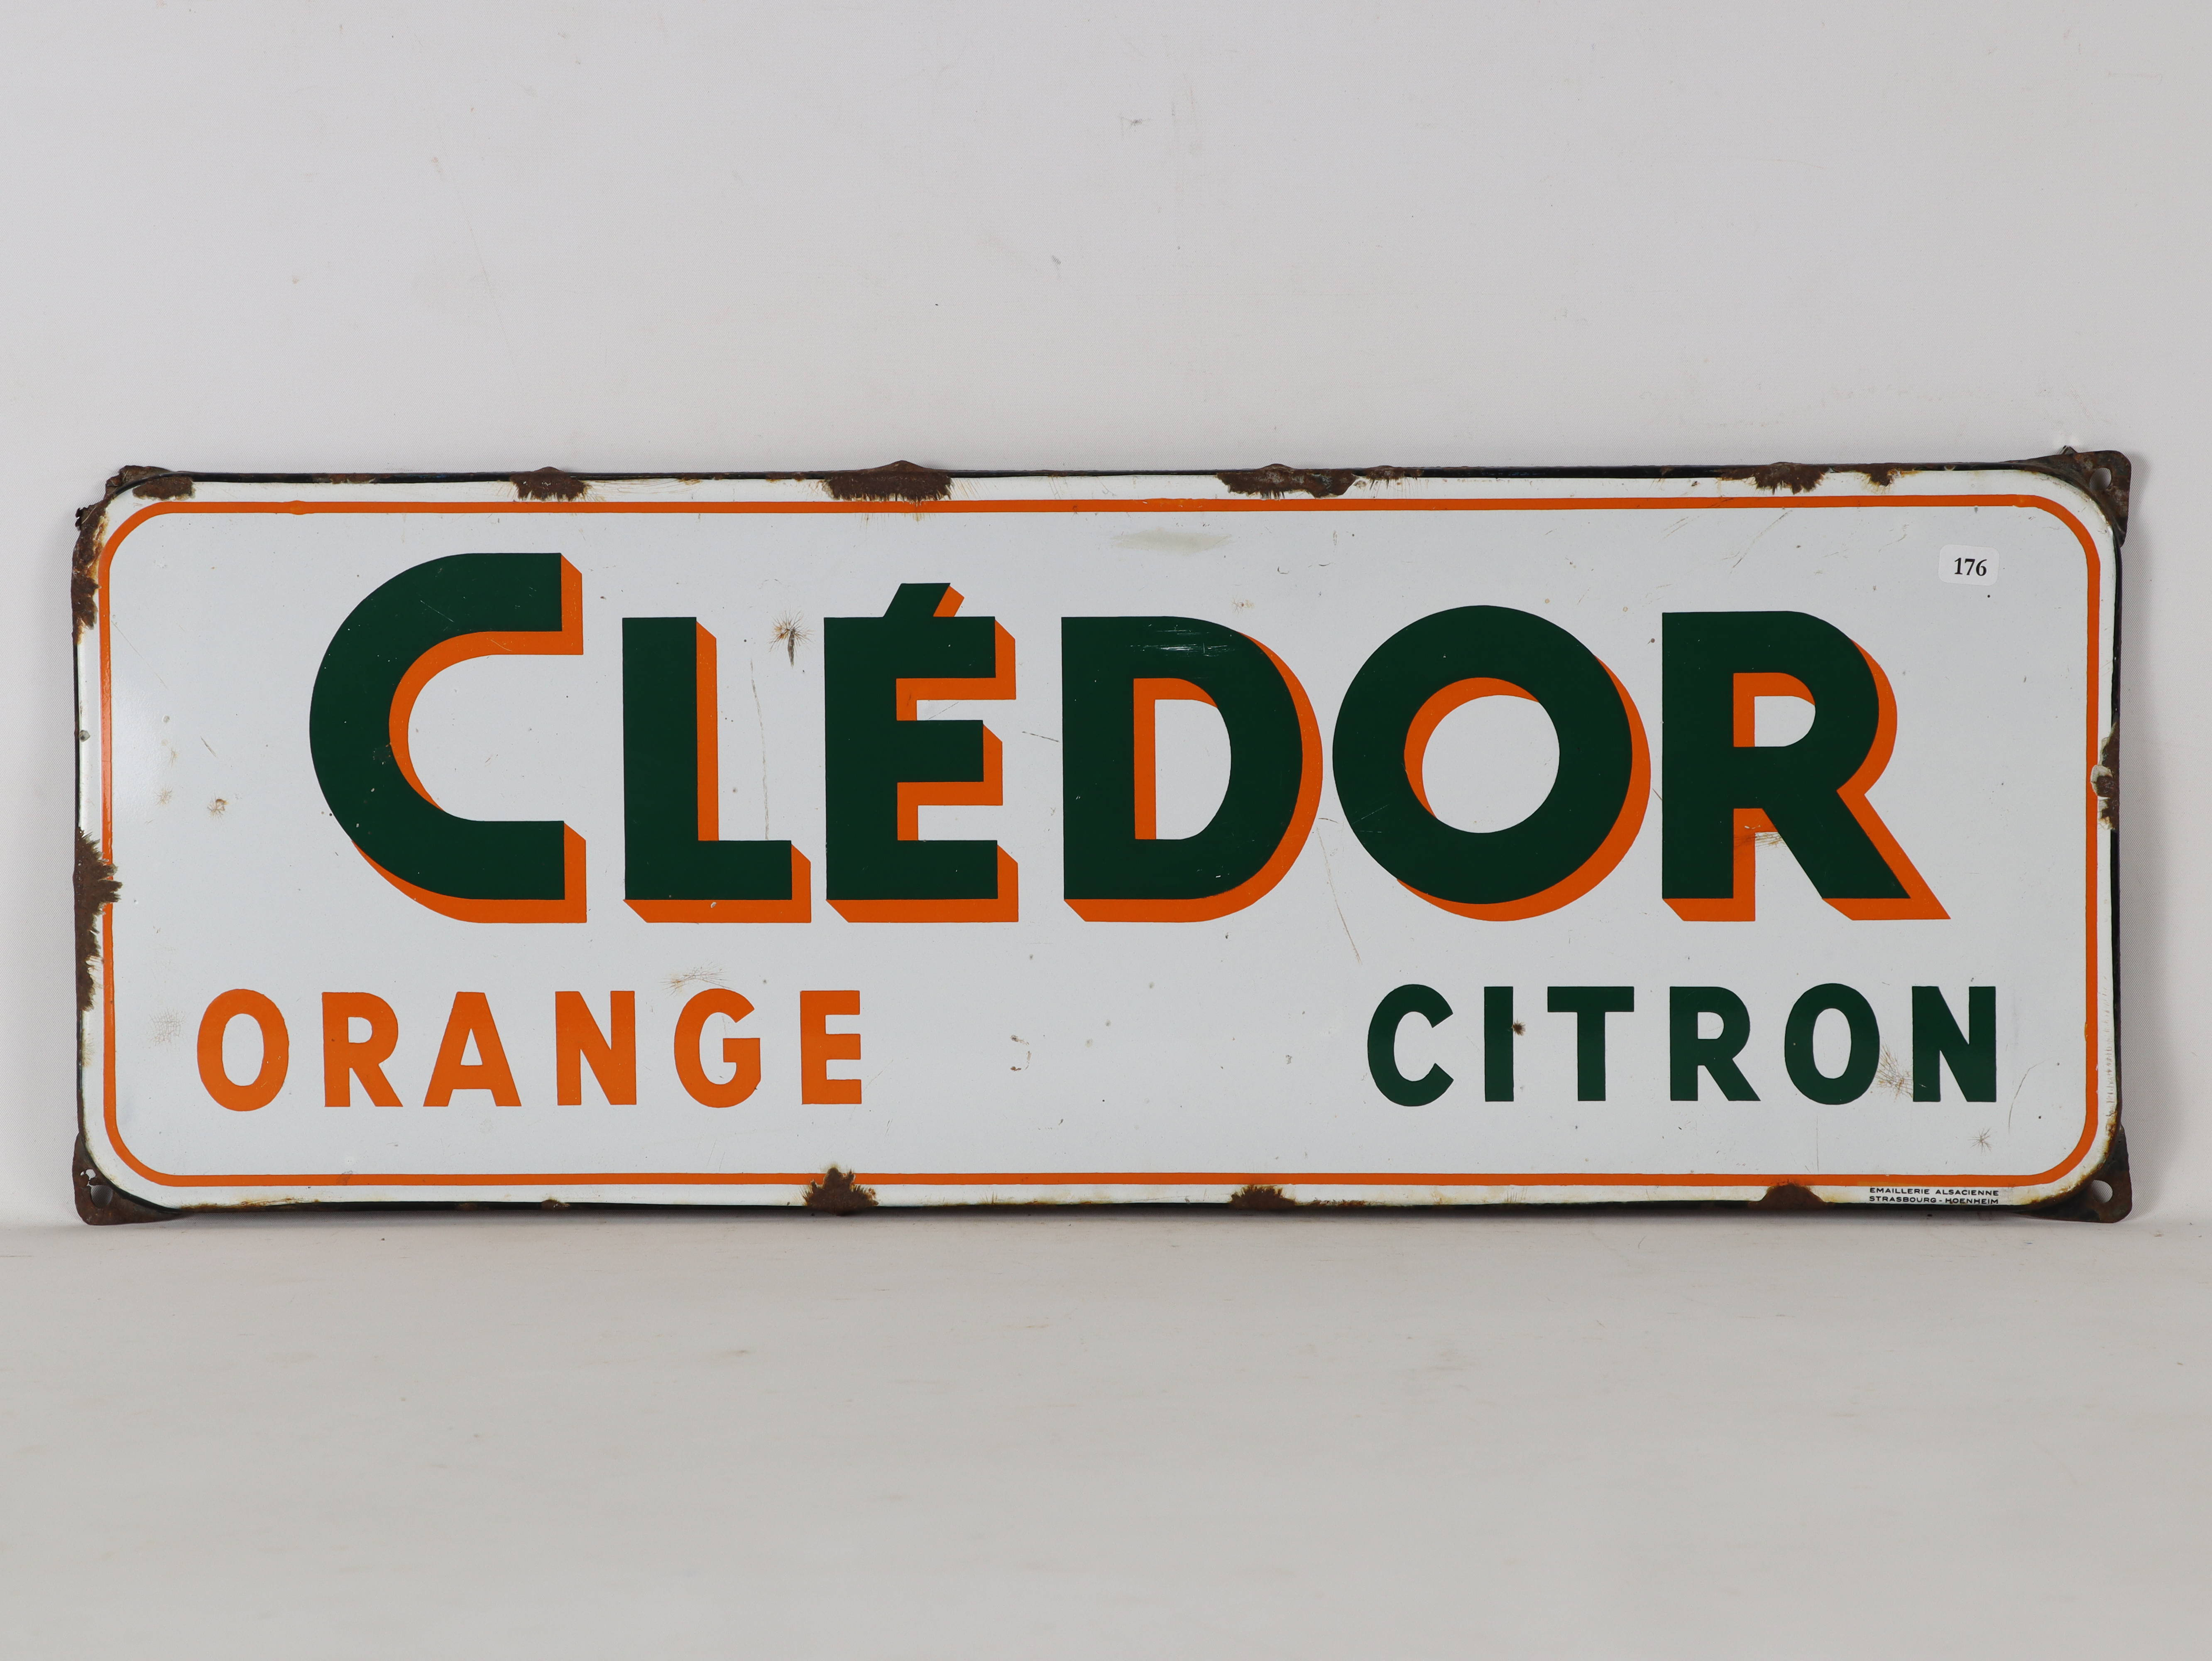 176
CLÉDOR
ORANGE CITRON
EMAILLERIE ALSACIENNE
STRASBOURG - HOENHEIM